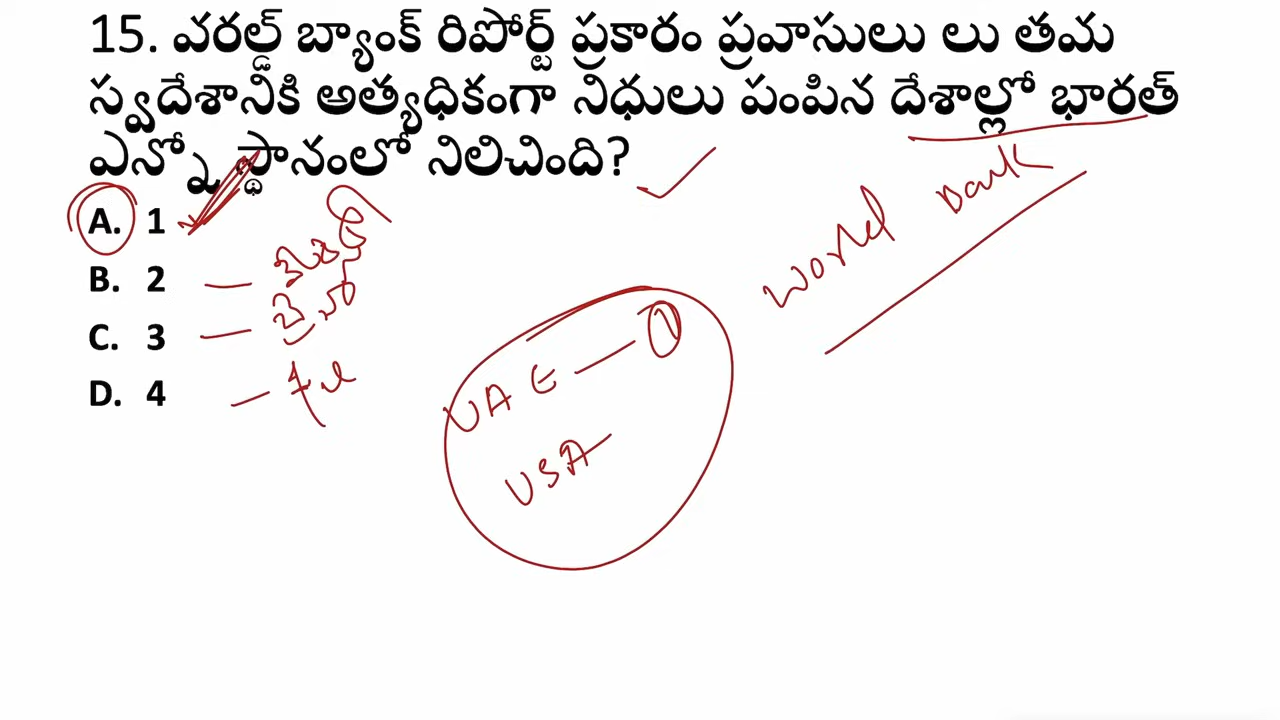 15. వరల్డ్ బ్యాంక్ రిపోర్ట్ ప్రకారం ప్రవాసులు లు తమ
స్వదేశానికి అత్యధికంగా నిధులు పంపిన దేశాల్లో భారత్
ఎన్నో స్థానంలో నిలిచింది?
A. 1
B. 2
C. 3
D. 4
World Bank
UAE — 1
USA